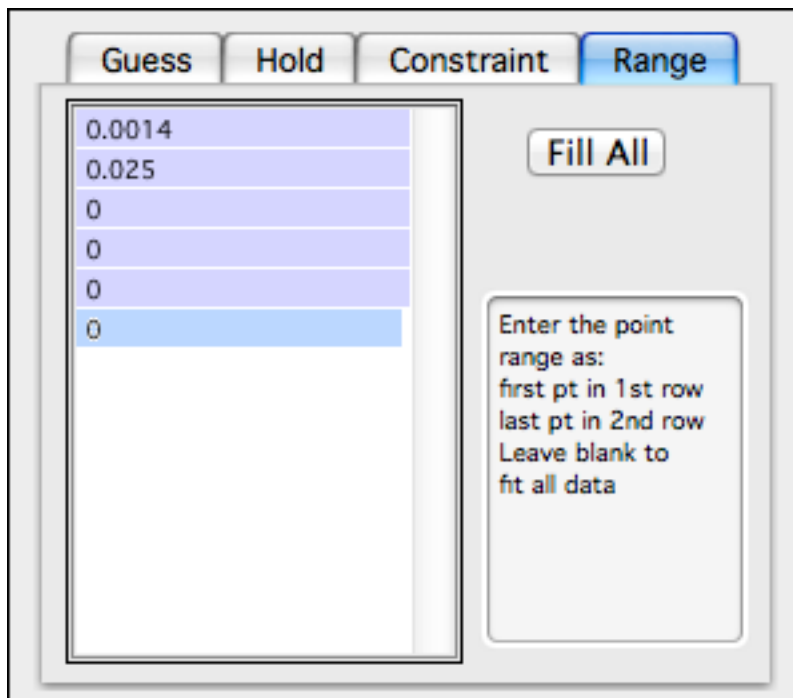 Guess Hold Constraint Range
0.0014
0.025
0
0
0
0
Fill All
Enter the point
range as:
first pt in 1st row
last pt in 2nd row
Leave blank to
fit all data